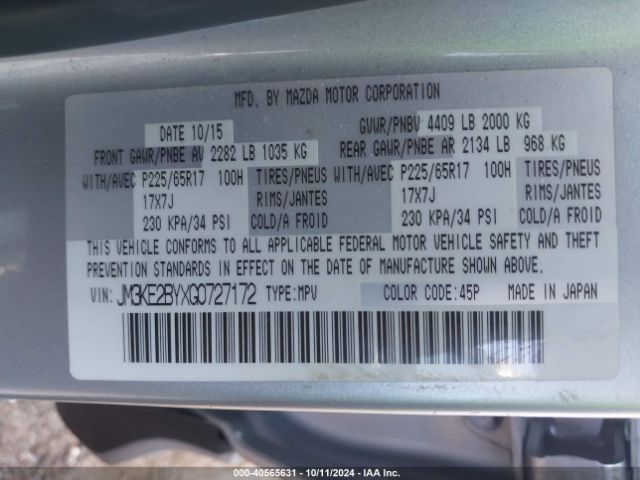 MFD. BY MAZDA MOTOR CORPORATION
DATE 10/15 GVWR/PNBV 4409 LB 2000 KG
FRONT GAWR/PNBE AV 2282 LB 1035 KG REAR GAWR/PNBE AR 2134 LB 968 KG
WITH/AVEC P225/65R17 100H TIRES/PNEUS WITH/AVEC P225/65R17 100H TIRES/PNEUS
17X7J RIMS/JANTES 17X7J RIMS/JANTES
230 KPA/34 PSI COLD/A FROID 230 KPA/34 PSI COLD/A FROID
THIS VEHICLE CONFORMS TO ALL APPLICABLE FEDERAL MOTOR VEHICLE SAFETY AND THEFT
PREVENTION STANDARDS IN EFFECT ON THE DATE OF MANUFACTURE SHOWN ABOVE.
VIN: JM3KE2BYXG0727172 TYPE:MPV COLOR CODE:45P MADE IN JAPAN
000-40565631 - 10/11/2024 - IAA Inc.